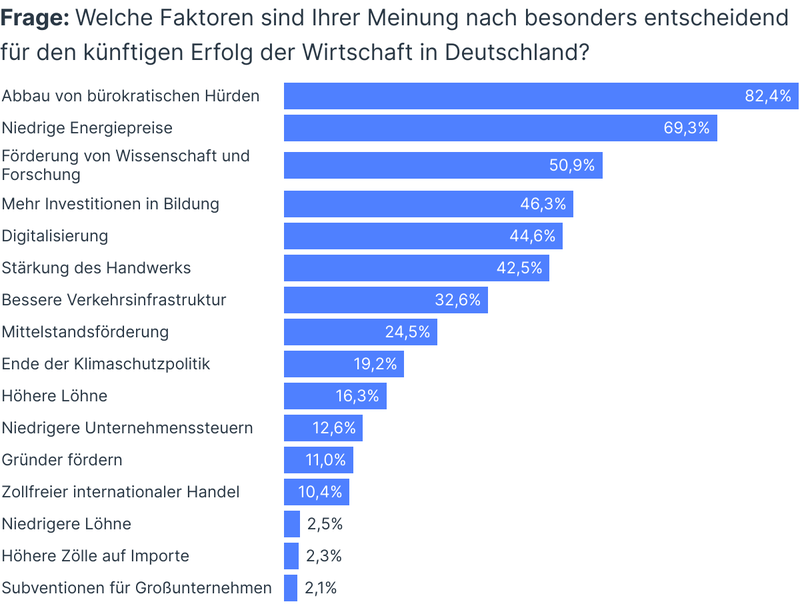 Frage: Welche Faktoren sind Ihrer Meinung nach besonders entscheidend
für den künftigen Erfolg der Wirtschaft in Deutschland?
Abbau von bürokratischen Hürden 82,4%
Niedrige Energiepreise 69,3%
Förderung von Wissenschaft und
Forschung 50,9%
Mehr Investitionen in Bildung 46,3%
Digitalisierung 44,6%
Stärkung des Handwerks 42,5%
Bessere Verkehrsinfrastruktur 32,6%
Mittelstandsförderung 24,5%
Ende der Klimaschutzpolitik 19,2%
Höhere Löhne 16,3%
Niedrigere Unternehmenssteuern 12,6%
Gründer fördern 11,0%
Zollfreier internationaler Handel 10,4%
Niedrigere Löhne 2,5%
Höhere Zölle auf Importe 2,3%
Subventionen für Großunternehmen 2,1%